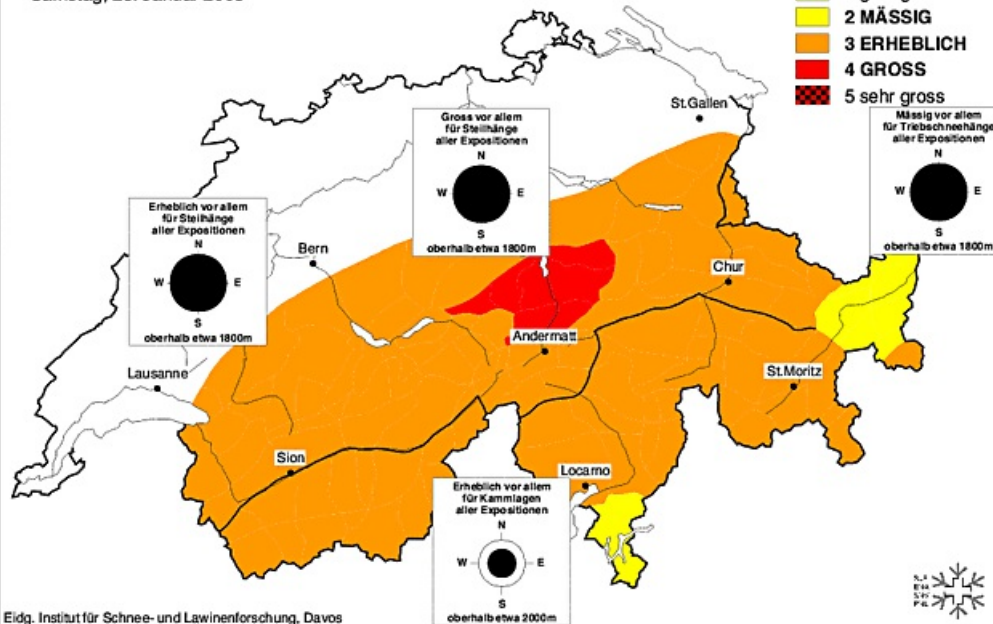 2 MÄSSIG
3 ERHEBLICH
4 GROSS
5 sehr gross
St.Gallen
Gross vor allem
für Steilhänge
aller Expositionen
N
W E
S
oberhalb etwa 1800m
Mässig vor allem
für Triebschneehänge
aller Expositionen
N
W E
S
oberhalb etwa 1800m
Erheblich vor allem
für Steilhänge
aller Expositionen
N
W E
S
oberhalb etwa 1800m
Bern
Chur
Andermatt
Lausanne
St.Moritz
Sion
Locarno
Erheblich vor allem
für Kammlagen
aller Expositionen
N
W E
S
oberhalb etwa 2000m
Eidg. Institut für Schnee- und Lawinenforschung, Davos